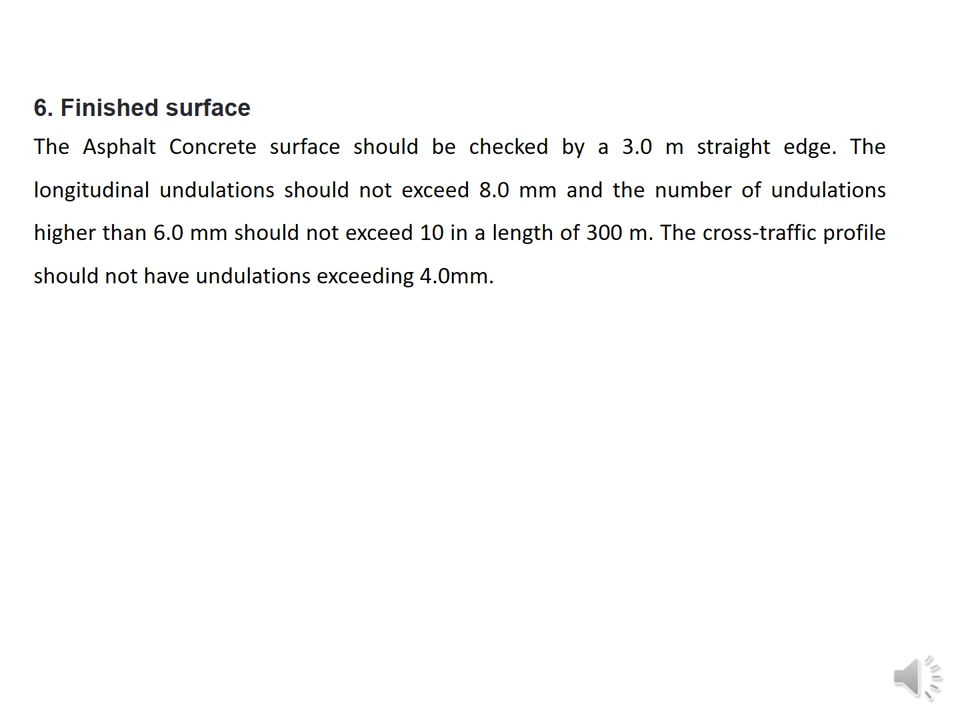 6. Finished surface
The Asphalt Concrete surface should be checked by a 3.0 m straight edge. The
longitudinal undulations should not exceed 8.0 mm and the number of undulations
higher than 6.0 mm should not exceed 10 in a length of 300 m. The cross-traffic profile
should not have undulations exceeding 4.0mm.